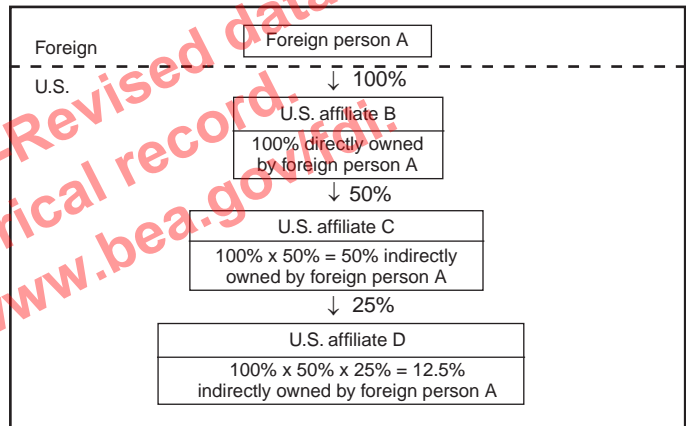 Foreign
Foreign person A
U.S.
↓ 100%
U.S. affiliate B
100% directly owned
by foreign person A
↓ 50%
U.S. affiliate C
100% x 50% = 50% indirectly
owned by foreign person A
↓ 25%
U.S. affiliate D
100% x 50% x 25% = 12.5%
indirectly owned by foreign person A
-Revised data
record.
www.bea.gov/fdi.